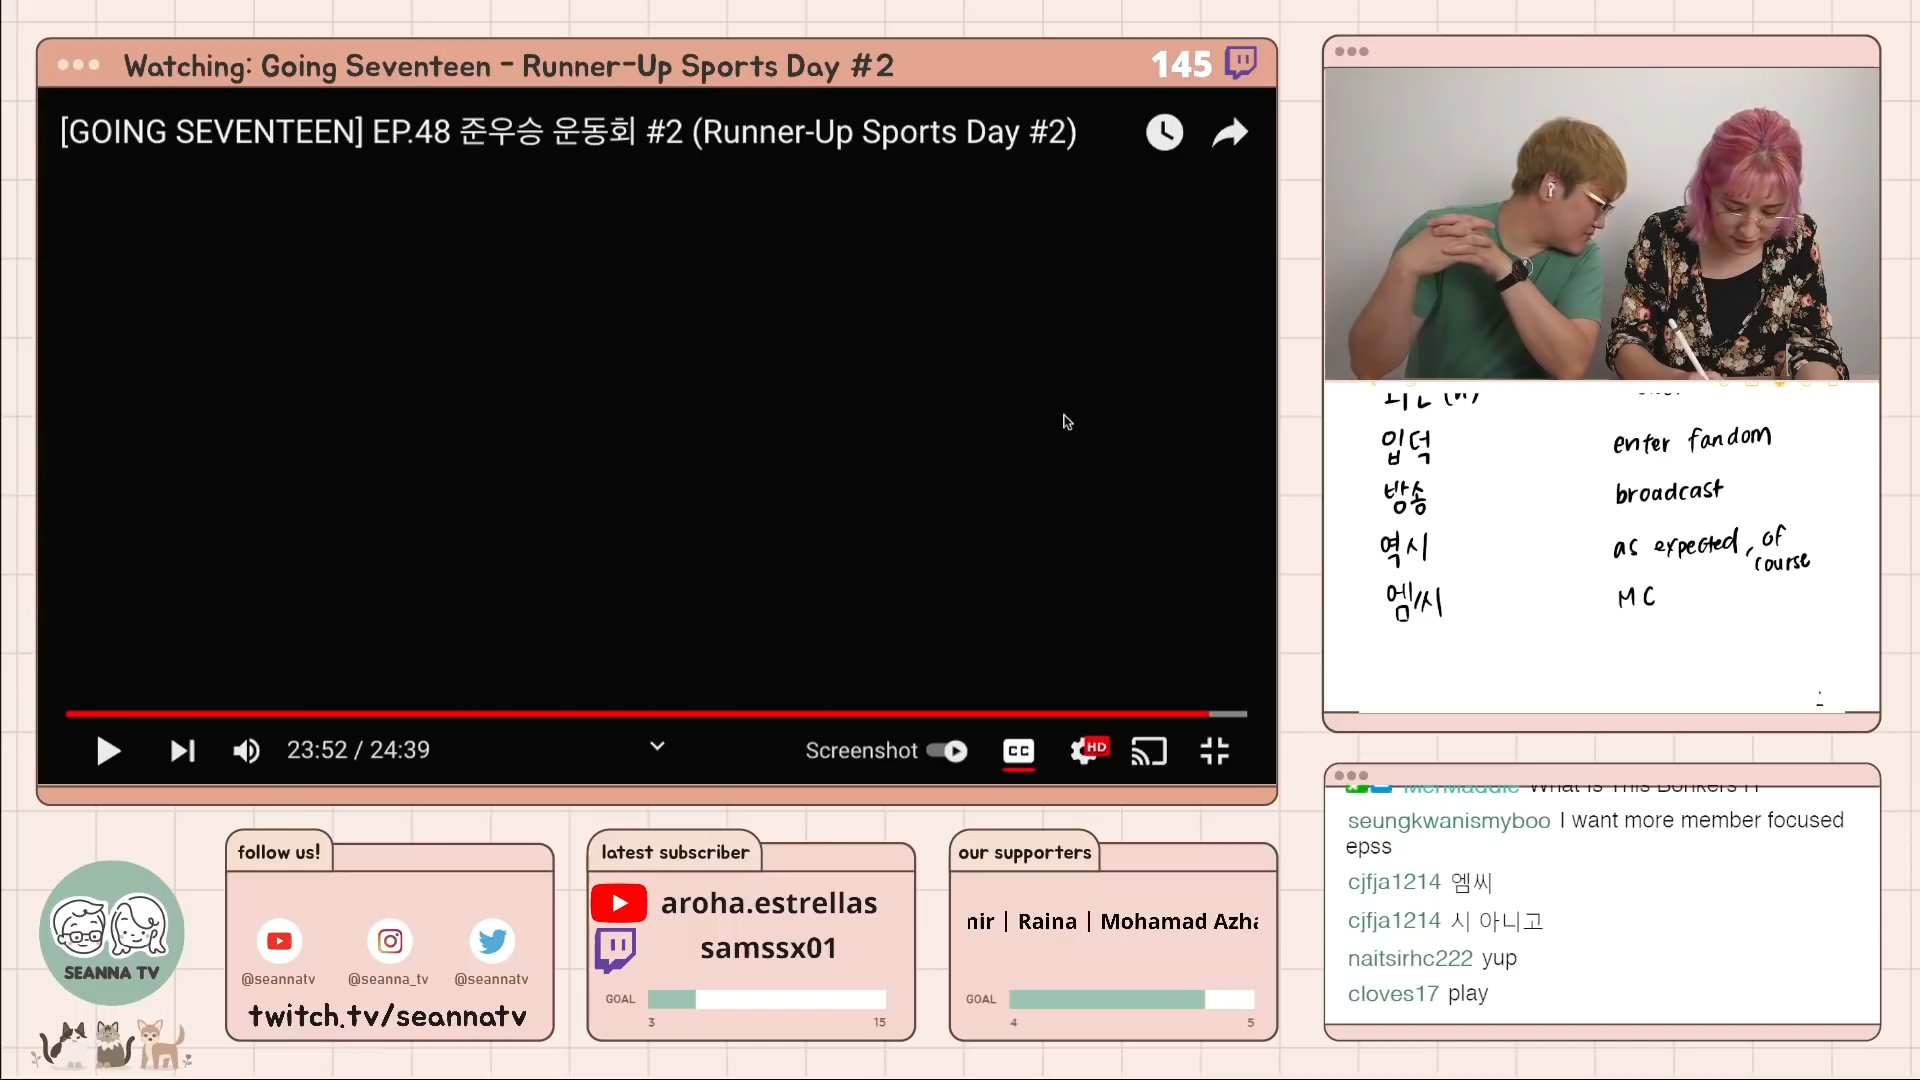 Watching: Going Seventeen - Runner-Up Sports Day #2
145
[GOING SEVENTEEN] EP.48 준우승 운동회 #2 (Runner-Up Sports Day #2)
23:52 / 24:39
Screenshot
CC
HD
입덕 enter fandom
방송 broadcast
역시 as expected, of course
엠씨 MC
seungkwanismyboo I want more member focused
epss
cjfja1214 엠씨
cjfja1214 시 아니고
naitsirhc222 yup
cloves17 play
SEANNA TV
follow us!
@seannatv
@seanna_tv
@seannatv
twitch.tv/seannatv
latest subscriber
aroha.estrellas
samssx01
GOAL
3
15
our supporters
| Raina | Mohamad
GOAL
4
5